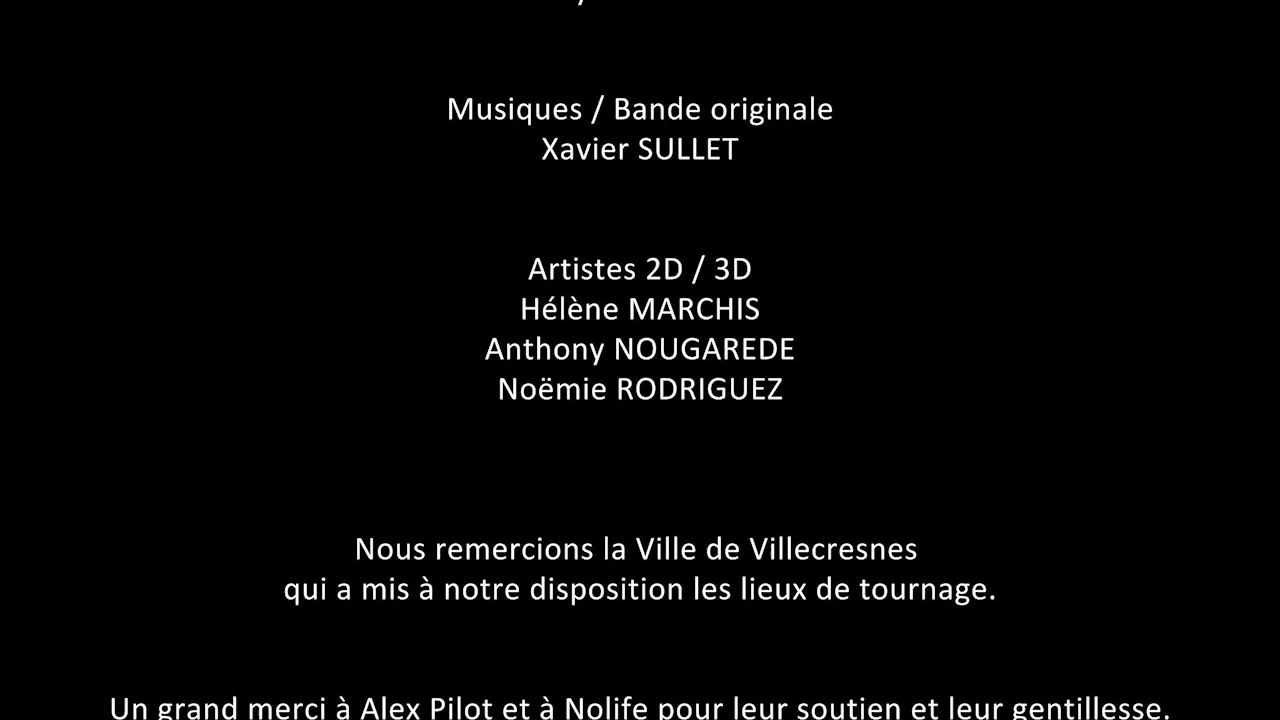 Musiques / Bande originale
Xavier SULLET
Artistes 2D / 3D
Hélène MARCHIS
Anthony NOUGAREDE
Noëmie RODRIGUEZ
Nous remercions la Ville de Villecresnes
qui a mis à notre disposition les lieux de tournage.
Un grand merci à Alex Pilot et à Nolife pour leur soutien et leur gentillesse.